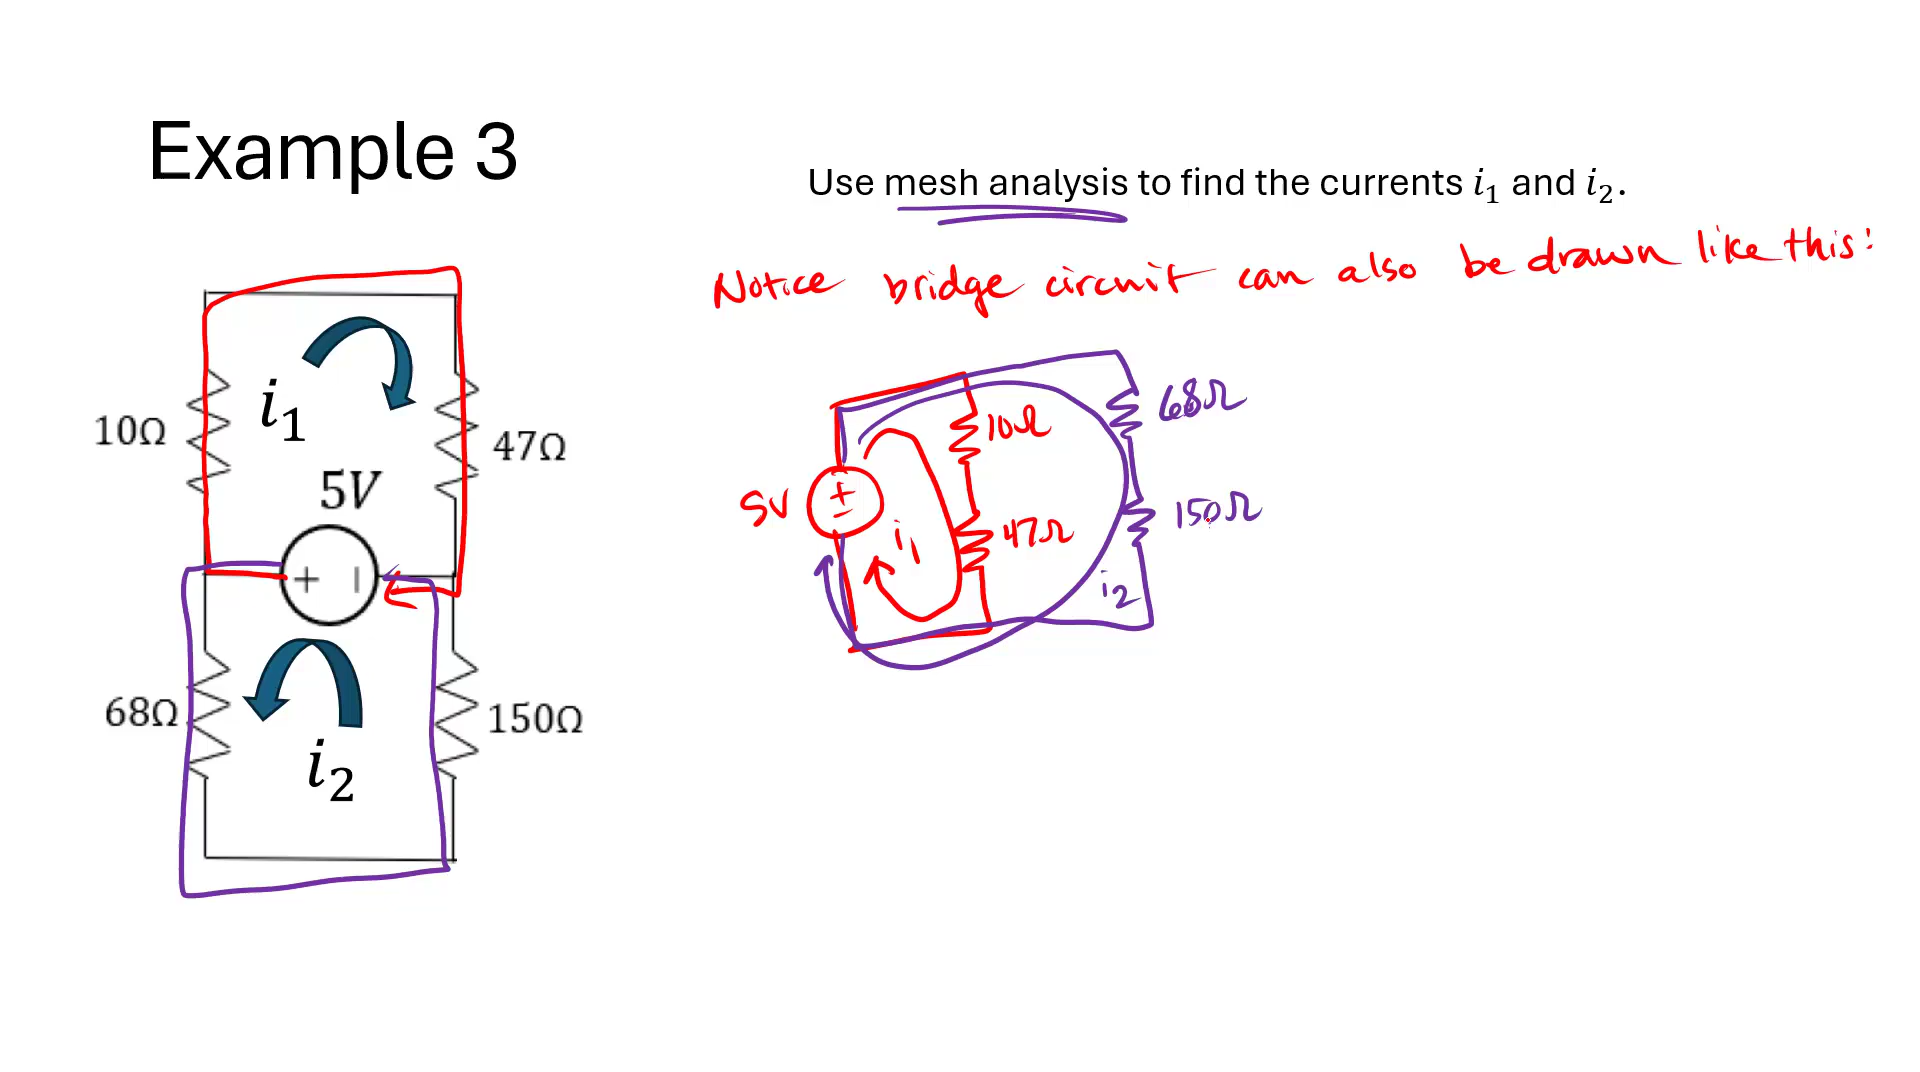 Example 3
Use mesh analysis to find the currents i₁ and i₂.
Notice bridge circuit can also be drawn like this:
i₁
10Ω
47Ω
5V
+ −
68Ω
150Ω
i₂
68Ω
10Ω
5V
+
−
i₁
47Ω
150Ω
i₂